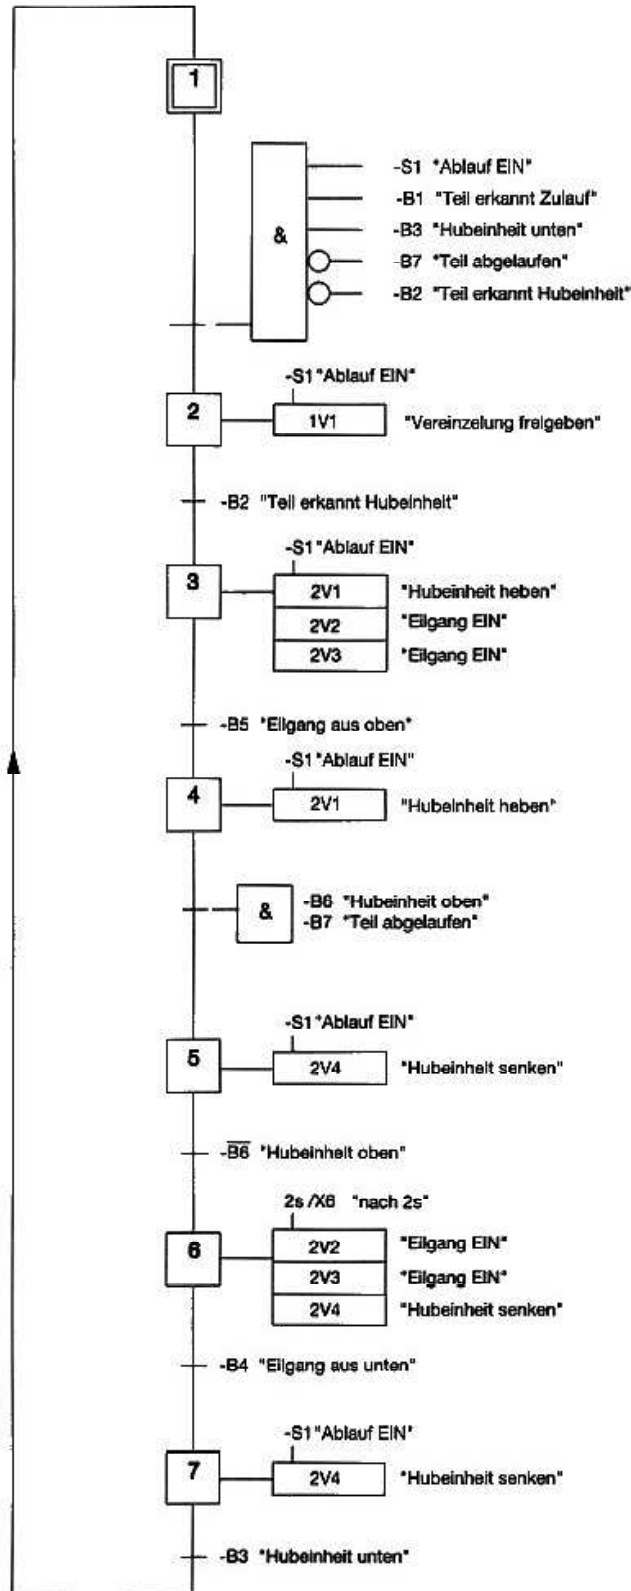 1
-S1 "Ablauf EIN"
-B1 "Teil erkannt Zulauf"
-B3 "Hubeinheit unten"
&
-B7 "Teil abgelaufen"
-B2 "Teil erkannt Hubeinheit"
-S1 "Ablauf EIN"
2
1V1 "Vereinzelung freigeben"
-B2 "Teil erkannt Hubeinheit"
-S1 "Ablauf EIN"
3
2V1 "Hubeinheit heben"
2V2 "Eilgang EIN"
2V3 "Eilgang EIN"
-B5 "Eilgang aus oben"
-S1 "Ablauf EIN"
4
2V1 "Hubeinheit heben"
-B6 "Hubeinheit oben"
&
-B7 "Teil abgelaufen"
-S1 "Ablauf EIN"
5
2V4 "Hubeinheit senken"
-B̅6̅ "Hubeinheit oben"
2s /X6 "nach 2s"
6
2V2 "Eilgang EIN"
2V3 "Eilgang EIN"
2V4 "Hubeinheit senken"
-B4 "Eilgang aus unten"
-S1 "Ablauf EIN"
7
2V4 "Hubeinheit senken"
-B3 "Hubeinheit unten"